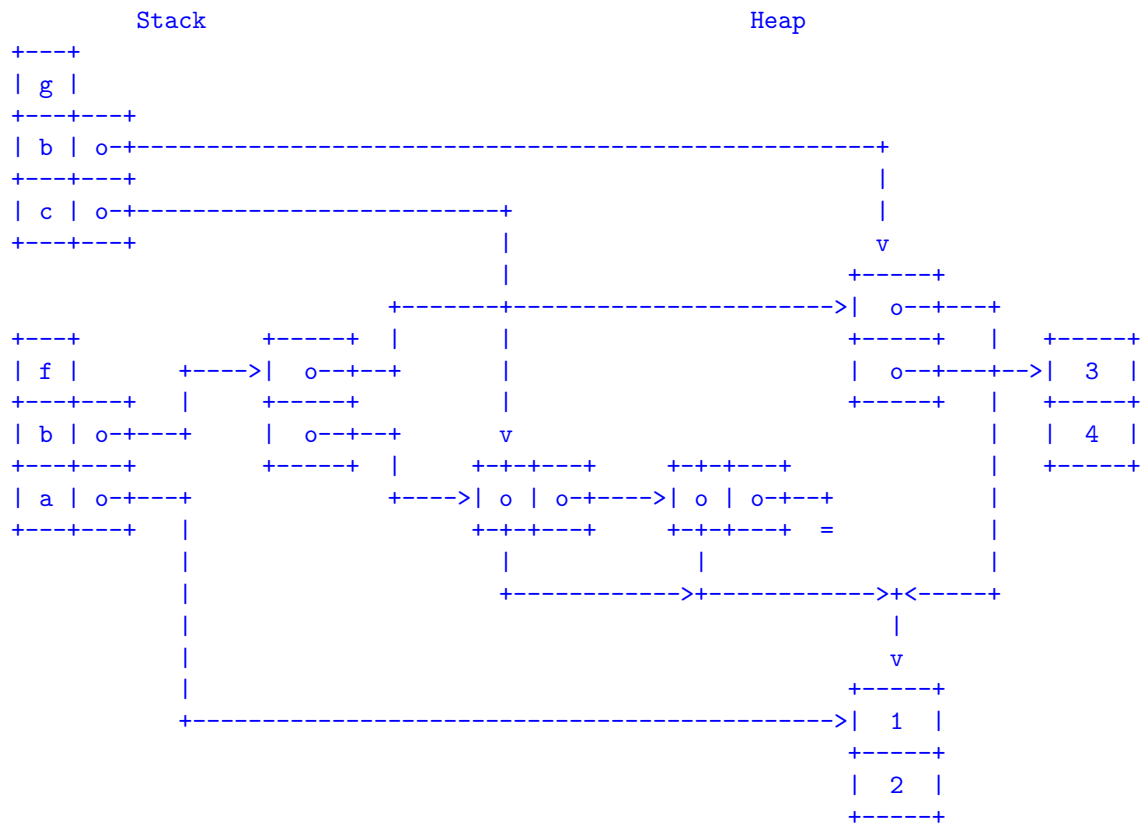 Stack                                       Heap
+---+
| g |
+---+---+
| b | o-+-----------------------------------------------------+
+---+---+                                                     |
| c | o-+--------------------------+                          |
+---+---+                          |                          v
                                   |                        +-----+
                           +-------+----------------------->|  o--+---+
+---+             +-----+  |       |                        +-----+   |   +-----+
| f |       +---->|  o--+--+       |                        |  o--+---+-->|  3  |
+---+---+   |     +-----+          |                        +-----+   |   +-----+
| b | o-+---+     |  o--+--+       v                                  |   |  4  |
+---+---+         +-----+  |     +-+-+---+     +-+-+---+              |   +-----+
| a | o-+---+              +---->| o | o-+---->| o | o-+--+           |
+---+---+   |                    +-+-+---+     +-+-+---+  =           |
            |                      |             |                    |
            |                      +------------>+------------>+<-----+
            |                                                  |
            |                                                  v
            |                                               +-----+
            +---------------------------------------------->|  1  |
                                                            +-----+
                                                            |  2  |
                                                            +-----+